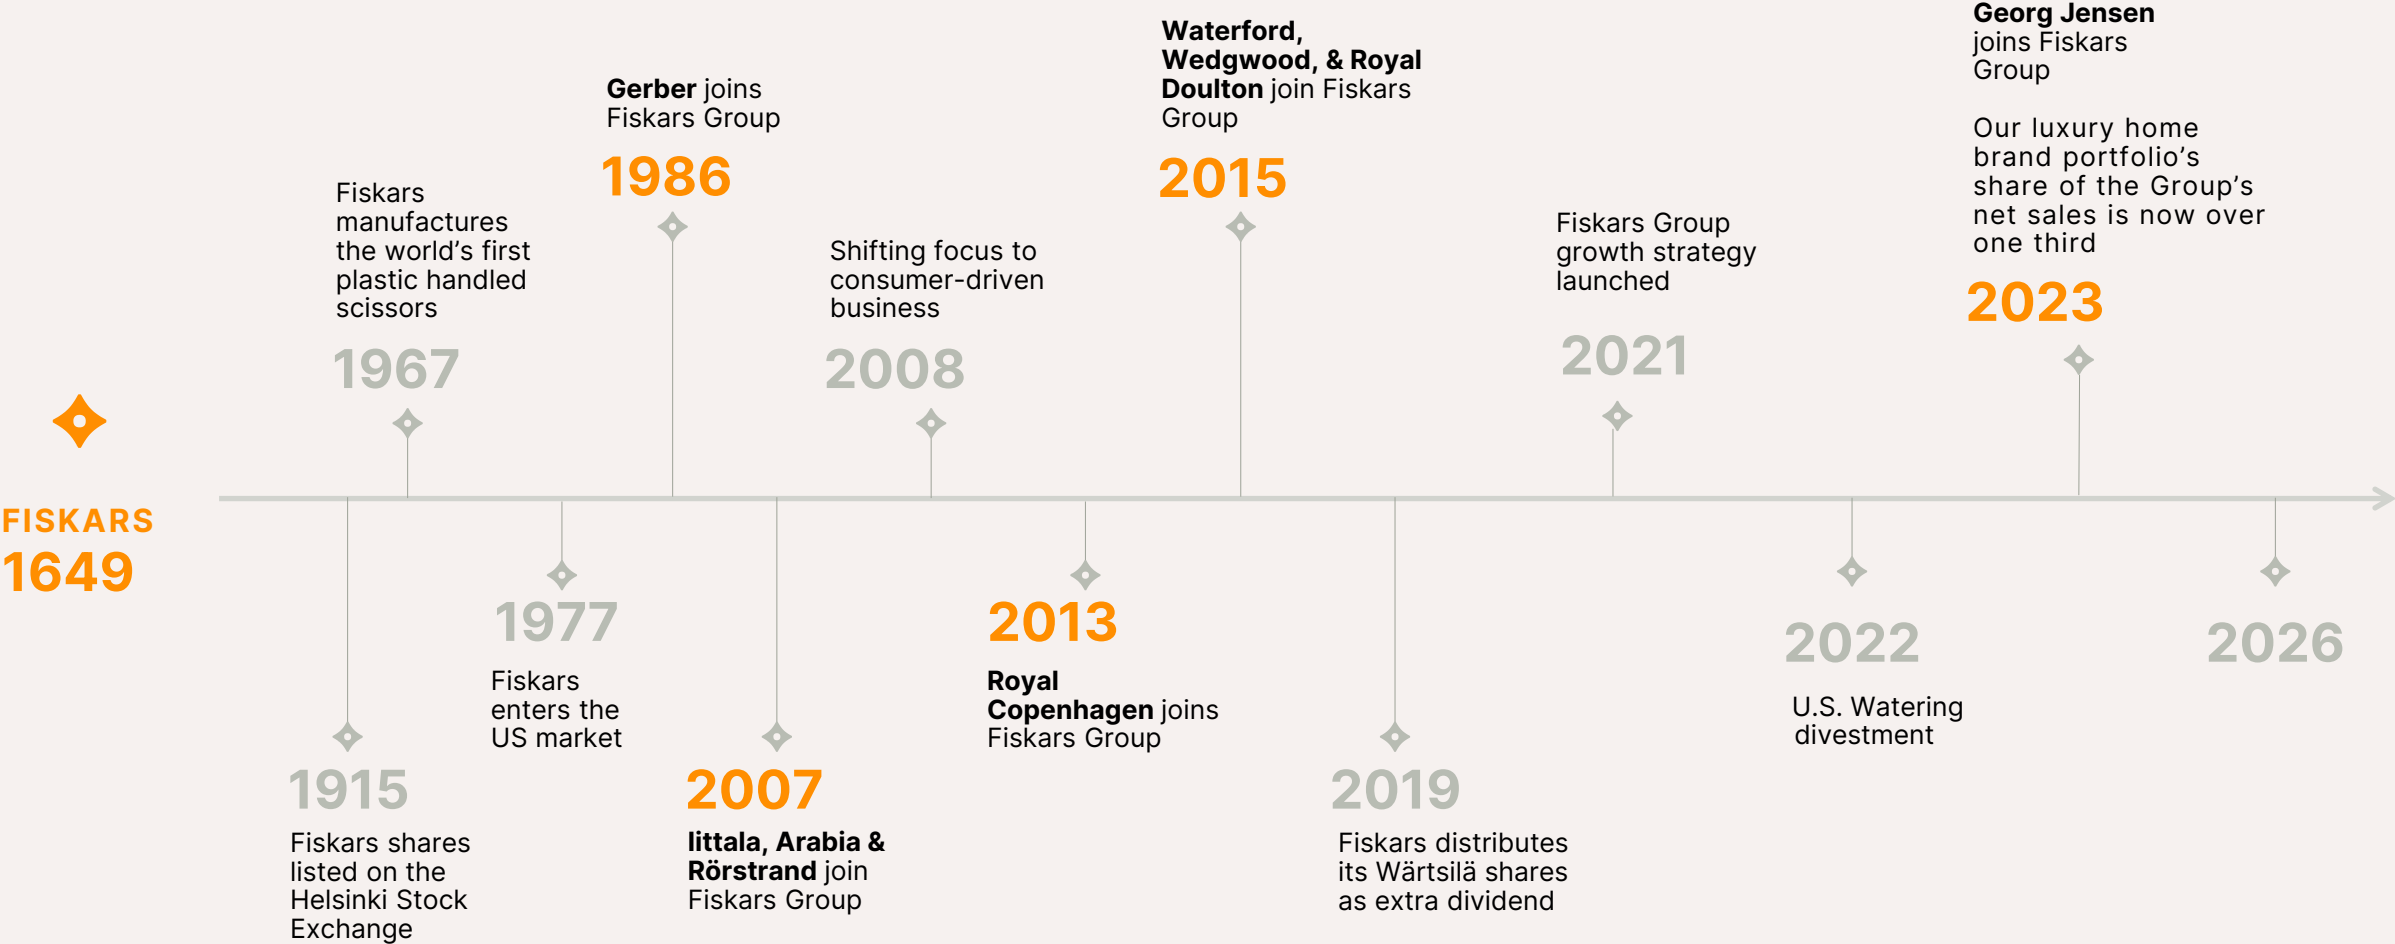 FISKARS
1649
1915
Fiskars shares
listed on the
Helsinki Stock
Exchange
Fiskars
manufactures
the world's first
plastic handled
scissors
1967
1977
Fiskars
enters the
US market
Gerber joins
Fiskars Group
1986
2007
Iittala, Arabia &
Rörstrand join
Fiskars Group
Shifting focus to
consumer-driven
business
2008
2013
Royal
Copenhagen joins
Fiskars Group
Waterford,
Wedgwood, & Royal
Doulton join Fiskars
Group
2015
2019
Fiskars distributes
its Wärtsilä shares
as extra dividend
Fiskars Group
growth strategy
launched
2021
2022
U.S. Watering
divestment
Georg Jensen
joins Fiskars
Group
Our luxury home
brand portfolio's
share of the Group's
net sales is now over
one third
2023
2026